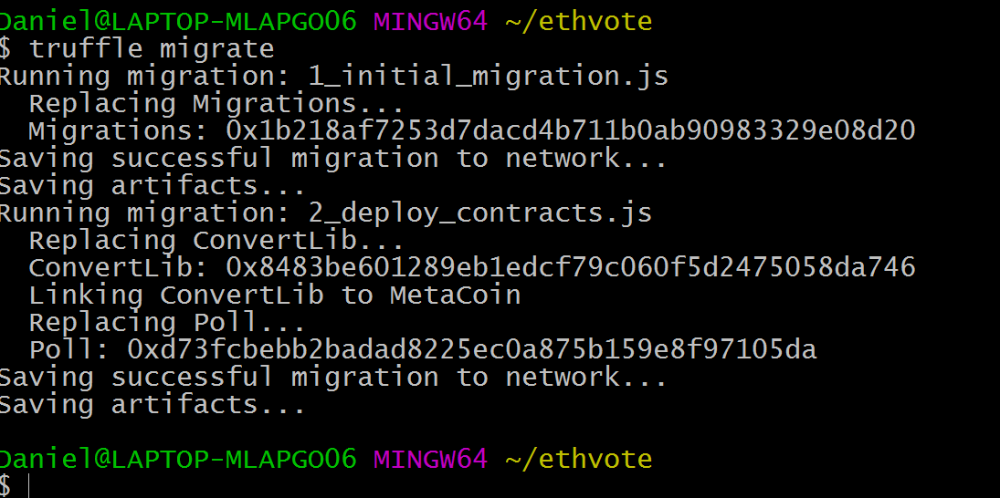 Daniel@LAPTOP-MLAPGOO6 MINGW64 ~/ethvote
$ truffle migrate
Running migration: 1_initial_migration.js
  Replacing Migrations...
  Migrations: 0x1b218af7253d7dacd4b711b0ab90983329e08d20
Saving successful migration to network...
Saving artifacts...
Running migration: 2_deploy_contracts.js
  Replacing ConvertLib...
  ConvertLib: 0x8483be601289eb1edcf79c060f5d2475058da746
  Linking ConvertLib to MetaCoin
  Replacing Poll...
  Poll: 0xd73fcbebb2badad8225ec0a875b159e8f97105da
Saving successful migration to network...
Saving artifacts...
Daniel@LAPTOP-MLAPGOO6 MINGW64 ~/ethvote
$